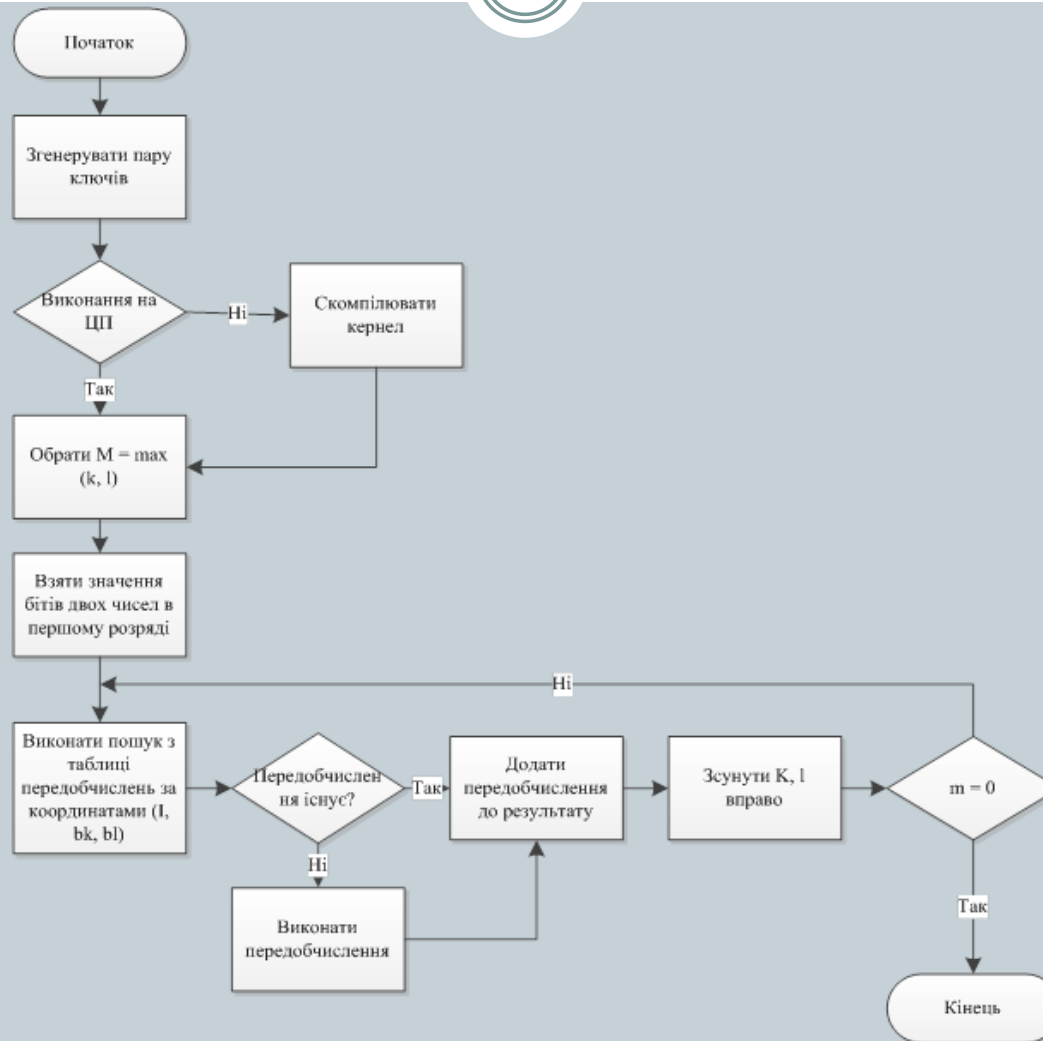 Початок
Згенерувати пару
ключів
Виконання на
ЦП
Ні
Скомпілювати
кернел
Так
Обрати M = max
(k, l)
Взяти значення
бітів двох чисел в
першому розряді
Ні
Виконати пошук з
таблиці
передобчислень за
координатами (I,
bk, bl)
Передобчислен
ня існує?
Так
Додати
передобчислення
до результату
Зсунути K, l
вправо
m = 0
Ні
Виконати
передобчислення
Так
Кінець